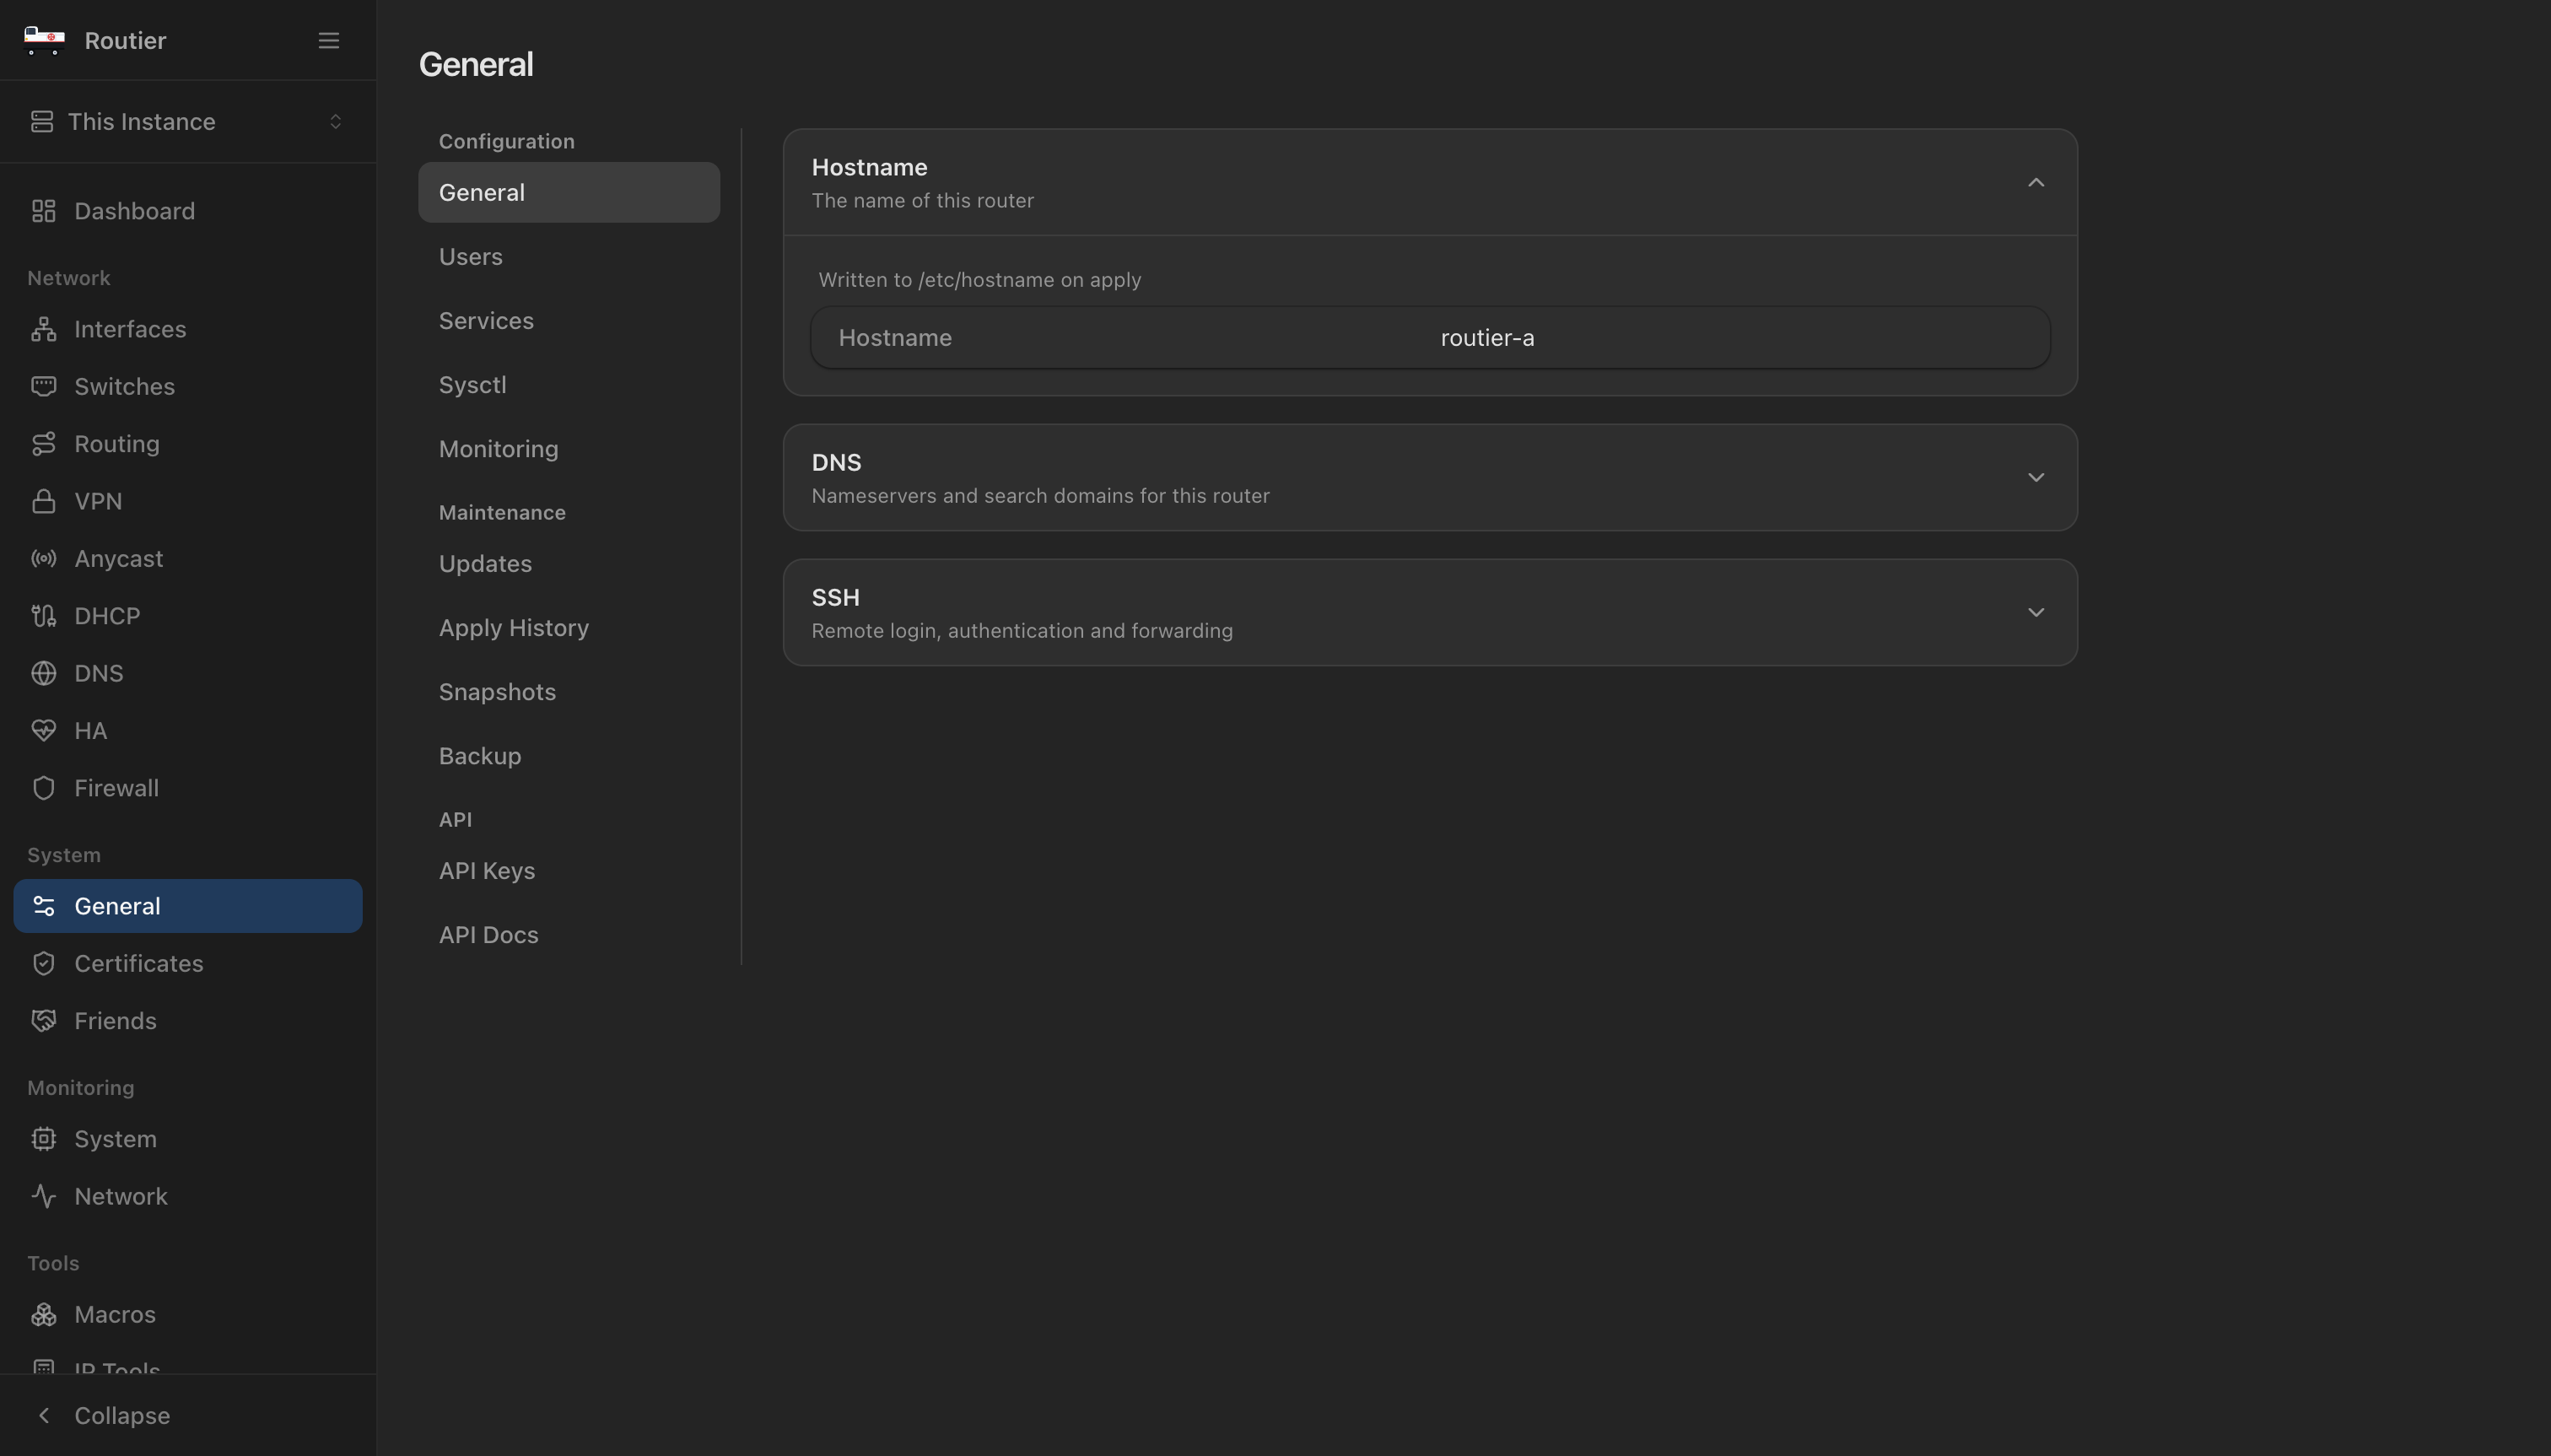 Routier
This Instance
Dashboard
Network
Interfaces
Switches
Routing
VPN
Anycast
DHCP
DNS
HA
Firewall
System
General
Certificates
Friends
Monitoring
System
Network
Tools
Macros
IP Tools
Collapse
General
Configuration
General
Users
Services
Sysctl
Monitoring
Maintenance
Updates
Apply History
Snapshots
Backup
API
API Keys
API Docs
Hostname
The name of this router
Written to /etc/hostname on apply
Hostname routier-a
DNS
Nameservers and search domains for this router
SSH
Remote login, authentication and forwarding